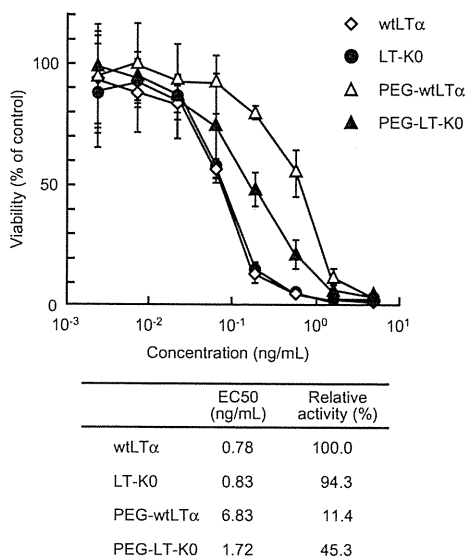 wtLTα
LT-K0
PEG-wtLTα
PEG-LT-K0
Viability (% of control)
100
50
0
10-3
10-2
10-1
100
101
Concentration (ng/mL)
EC50 (ng/mL)
Relative activity (%)
wtLTα 0.78 100.0
LT-K0 0.83 94.3
PEG-wtLTα 6.83 11.4
PEG-LT-K0 1.72 45.3